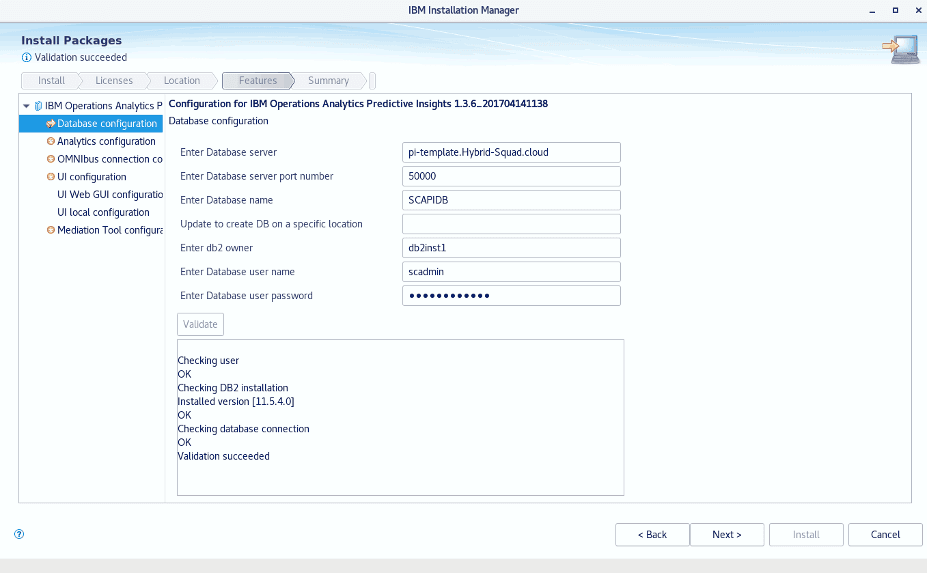 IBM Installation Manager
Install Packages
Validation succeeded
Install
Licenses
Location
Features
Summary
IBM Operations Analytics P
Database configuration
Analytics configuration
OMNIbus connection co
UI configuration
UI Web GUI configuratio
UI local configuration
Mediation Tool configura
Configuration for IBM Operations Analytics Predictive Insights 1.3.6_201704141138
Database configuration
Enter Database server
pi-template.Hybrid-Squad.cloud
Enter Database server port number
50000
Enter Database name
SCAPIDB
Update to create DB on a specific location
Enter db2 owner
db2inst1
Enter Database user name
scadmin
Enter Database user password
●●●●●●●●●●●●
Validate
Checking user
OK
Checking DB2 installation
Installed version [11.5.4.0]
OK
Checking database connection
OK
Validation succeeded
< Back
Next >
Install
Cancel